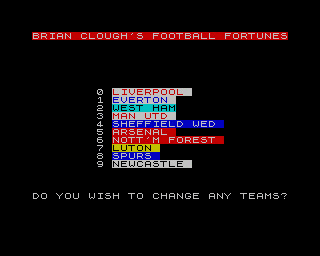 BRIAN CLOUGH'S FOOTBALL FORTUNES
0 LIVERPOOL
1 EVERTON
2 WEST HAM
3 MAN UTD
4 SHEFFIELD WED
5 ARSENAL
6 NOTT'M FOREST
7 LUTON
8 SPURS
9 NEWCASTLE
DO YOU WISH TO CHANGE ANY TEAMS?